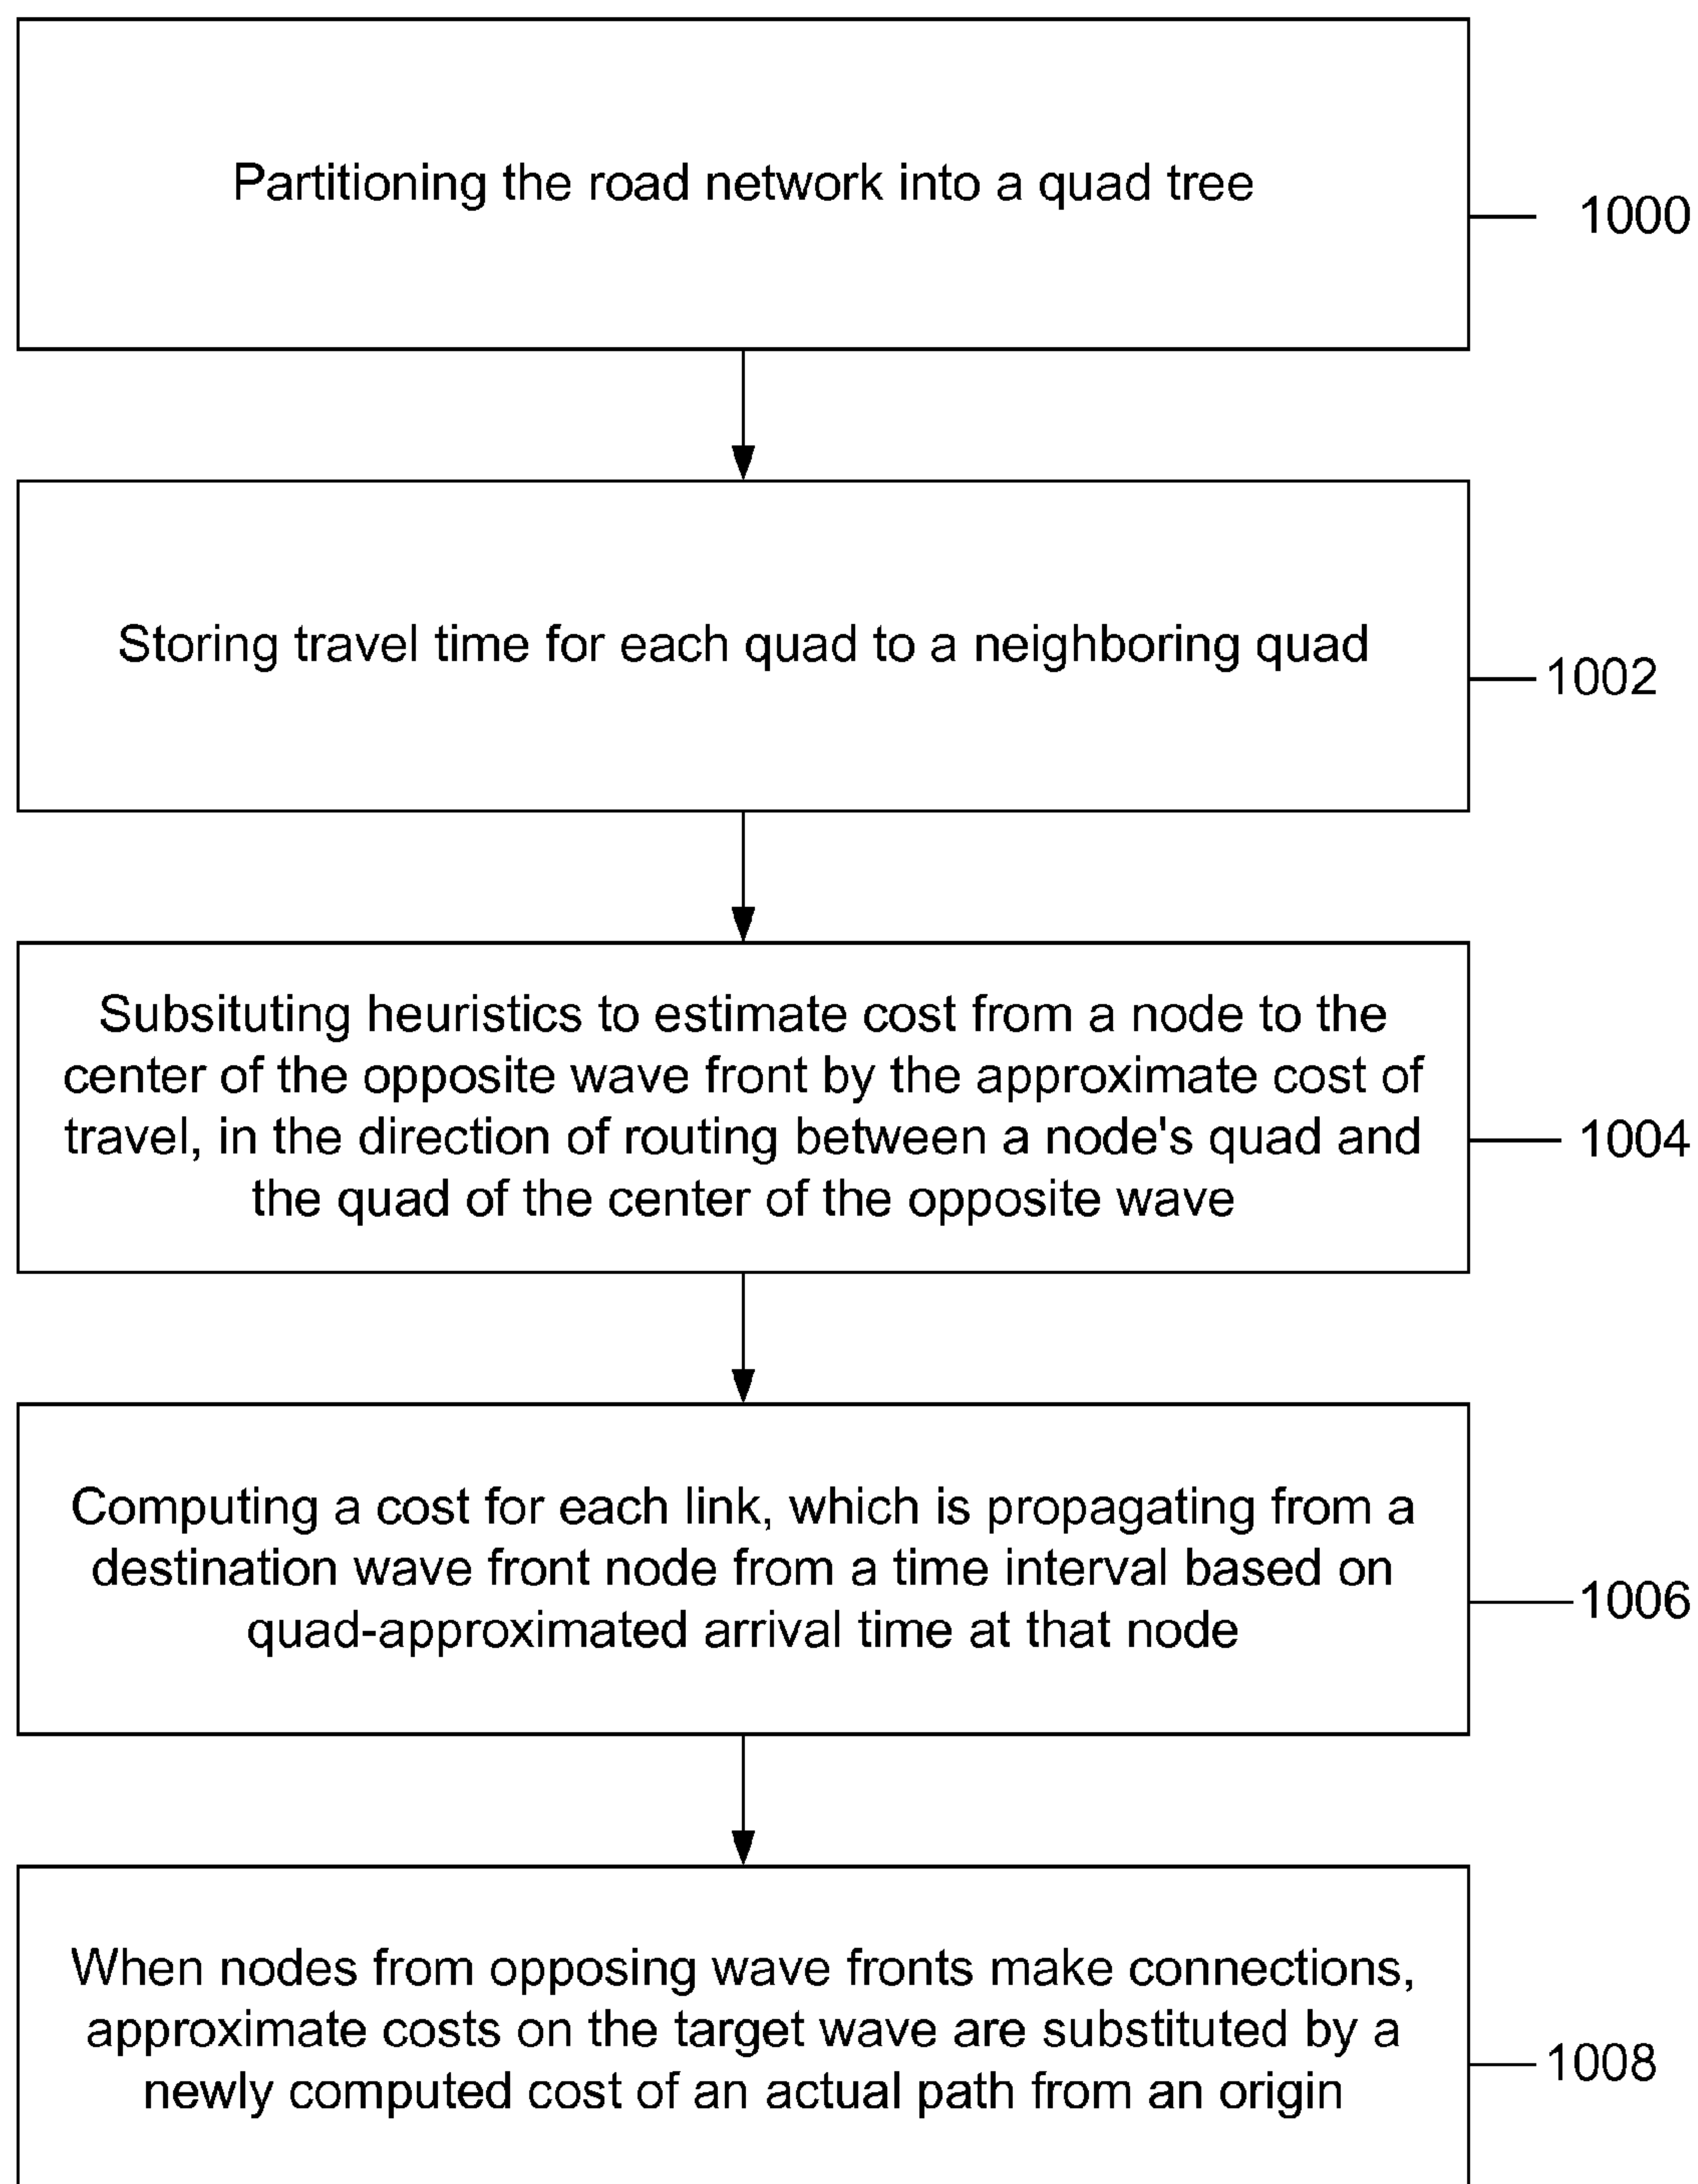 Partitioning the road network into a quad tree
1000
Storing travel time for each quad to a neighboring quad
1002
Subsituting heuristics to estimate cost from a node to the
center of the opposite wave front by the approximate cost of
travel, in the direction of routing between a node's quad and
the quad of the center of the opposite wave
1004
Computing a cost for each link, which is propagating from a
destination wave front node from a time interval based on
quad-approximated arrival time at that node
1006
When nodes from opposing wave fronts make connections,
approximate costs on the target wave are substituted by a
newly computed cost of an actual path from an origin
1008